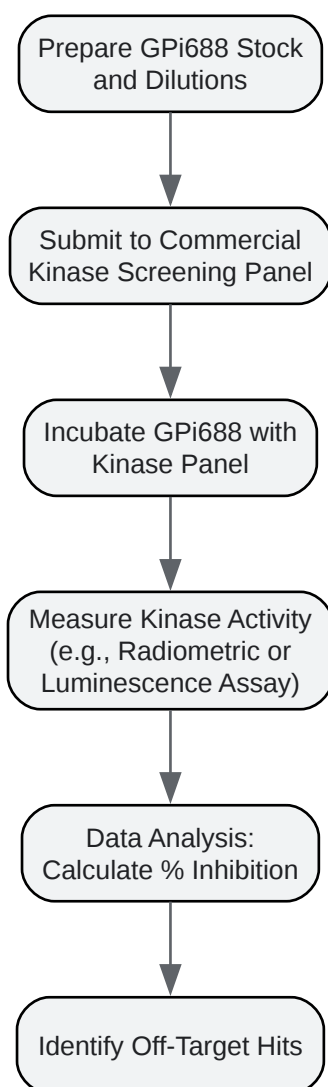 Prepare GPi688 Stock
and Dilutions
Submit to Commercial
Kinase Screening Panel
Incubate GPi688 with
Kinase Panel
Measure Kinase Activity
(e.g., Radiometric or
Luminescence Assay)
Data Analysis:
Calculate % Inhibition
Identify Off-Target Hits